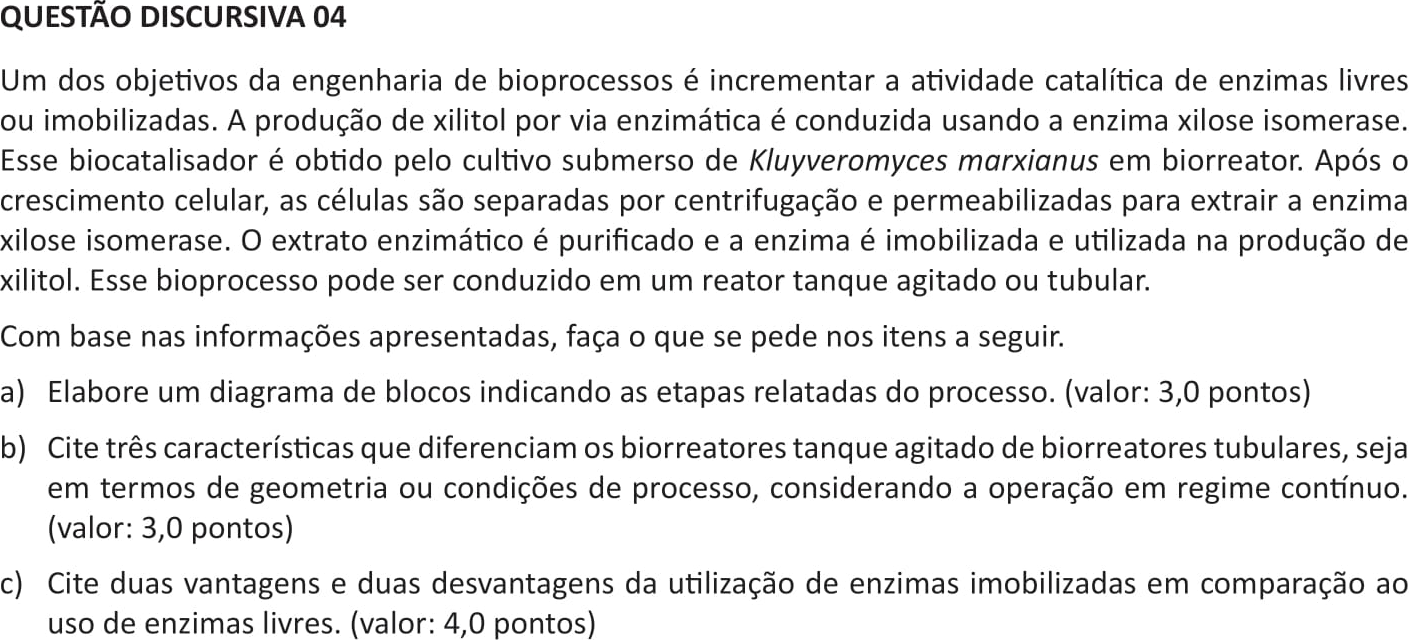 QUESTÃO DISCURSIVA 04
Um dos objetivos da engenharia de bioprocessos é incrementar a atividade catalítica de enzimas livres
ou imobilizadas. A produção de xilitol por via enzimática é conduzida usando a enzima xilose isomerase.
Esse biocatalisador é obtido pelo cultivo submerso de Kluyveromyces marxianus em biorreator. Após o
crescimento celular, as células são separadas por centrifugação e permeabilizadas para extrair a enzima
xilose isomerase. O extrato enzimático é purificado e a enzima é imobilizada e utilizada na produção de
xilitol. Esse bioprocesso pode ser conduzido em um reator tanque agitado ou tubular.
Com base nas informações apresentadas, faça o que se pede nos itens a seguir.
a) Elabore um diagrama de blocos indicando as etapas relatadas do processo. (valor: 3,0 pontos)
b) Cite três características que diferenciam os biorreatores tanque agitado de biorreatores tubulares, seja
em termos de geometria ou condições de processo, considerando a operação em regime contínuo.
(valor: 3,0 pontos)
c) Cite duas vantagens e duas desvantagens da utilização de enzimas imobilizadas em comparação ao
uso de enzimas livres. (valor: 4,0 pontos)